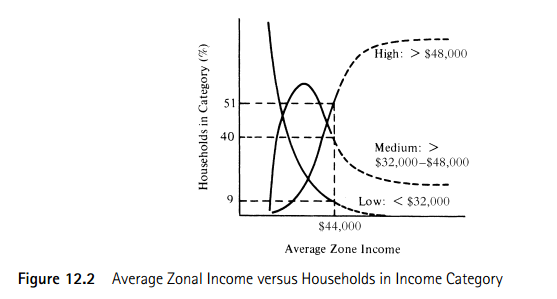 Households in Category (%)
High: > $48,000
51
40
Medium: >
$32,000–$48,000
9
Low: < $32,000
$44,000
Average Zone Income
Figure 12.2 Average Zonal Income versus Households in Income Category